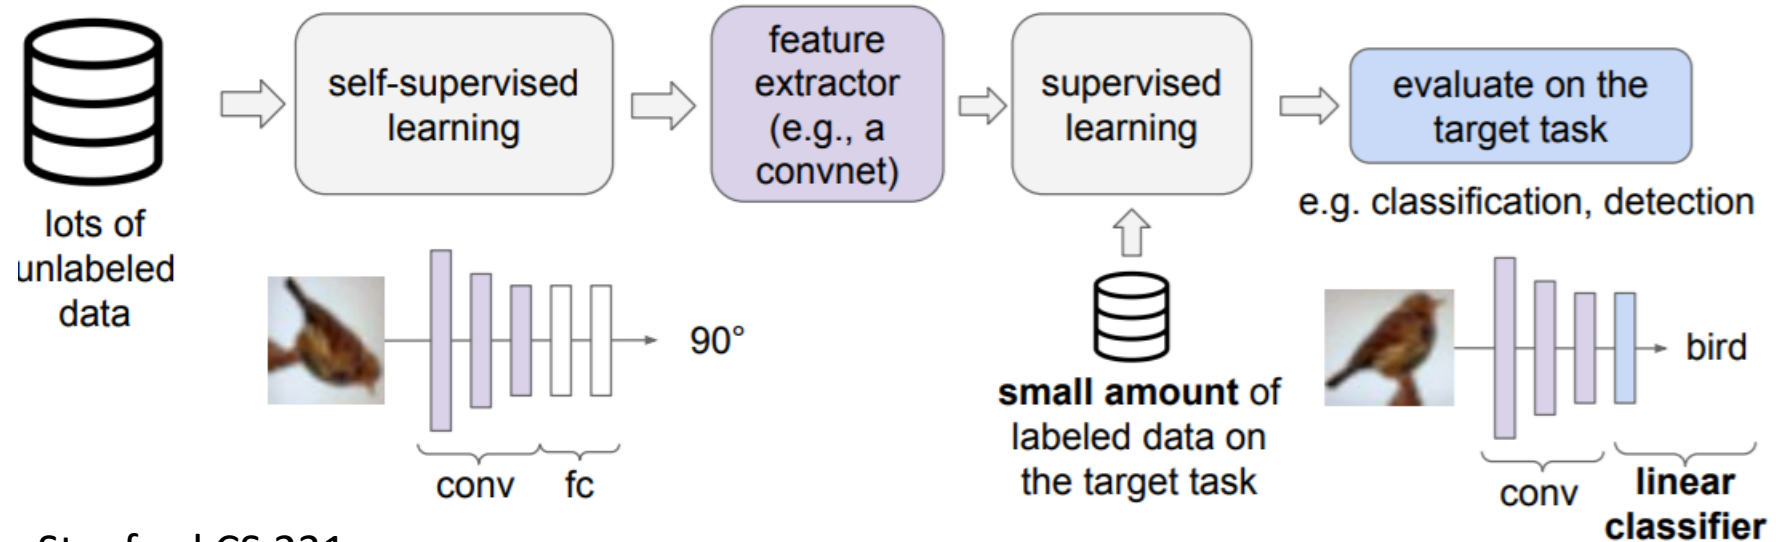 lots of
unlabeled
data
self-supervised
learning
feature
extractor
(e.g., a
convnet)
supervised
learning
evaluate on the
target task
e.g. classification, detection
90°
conv
fc
small amount of
labeled data on
the target task
bird
conv
linear
classifier